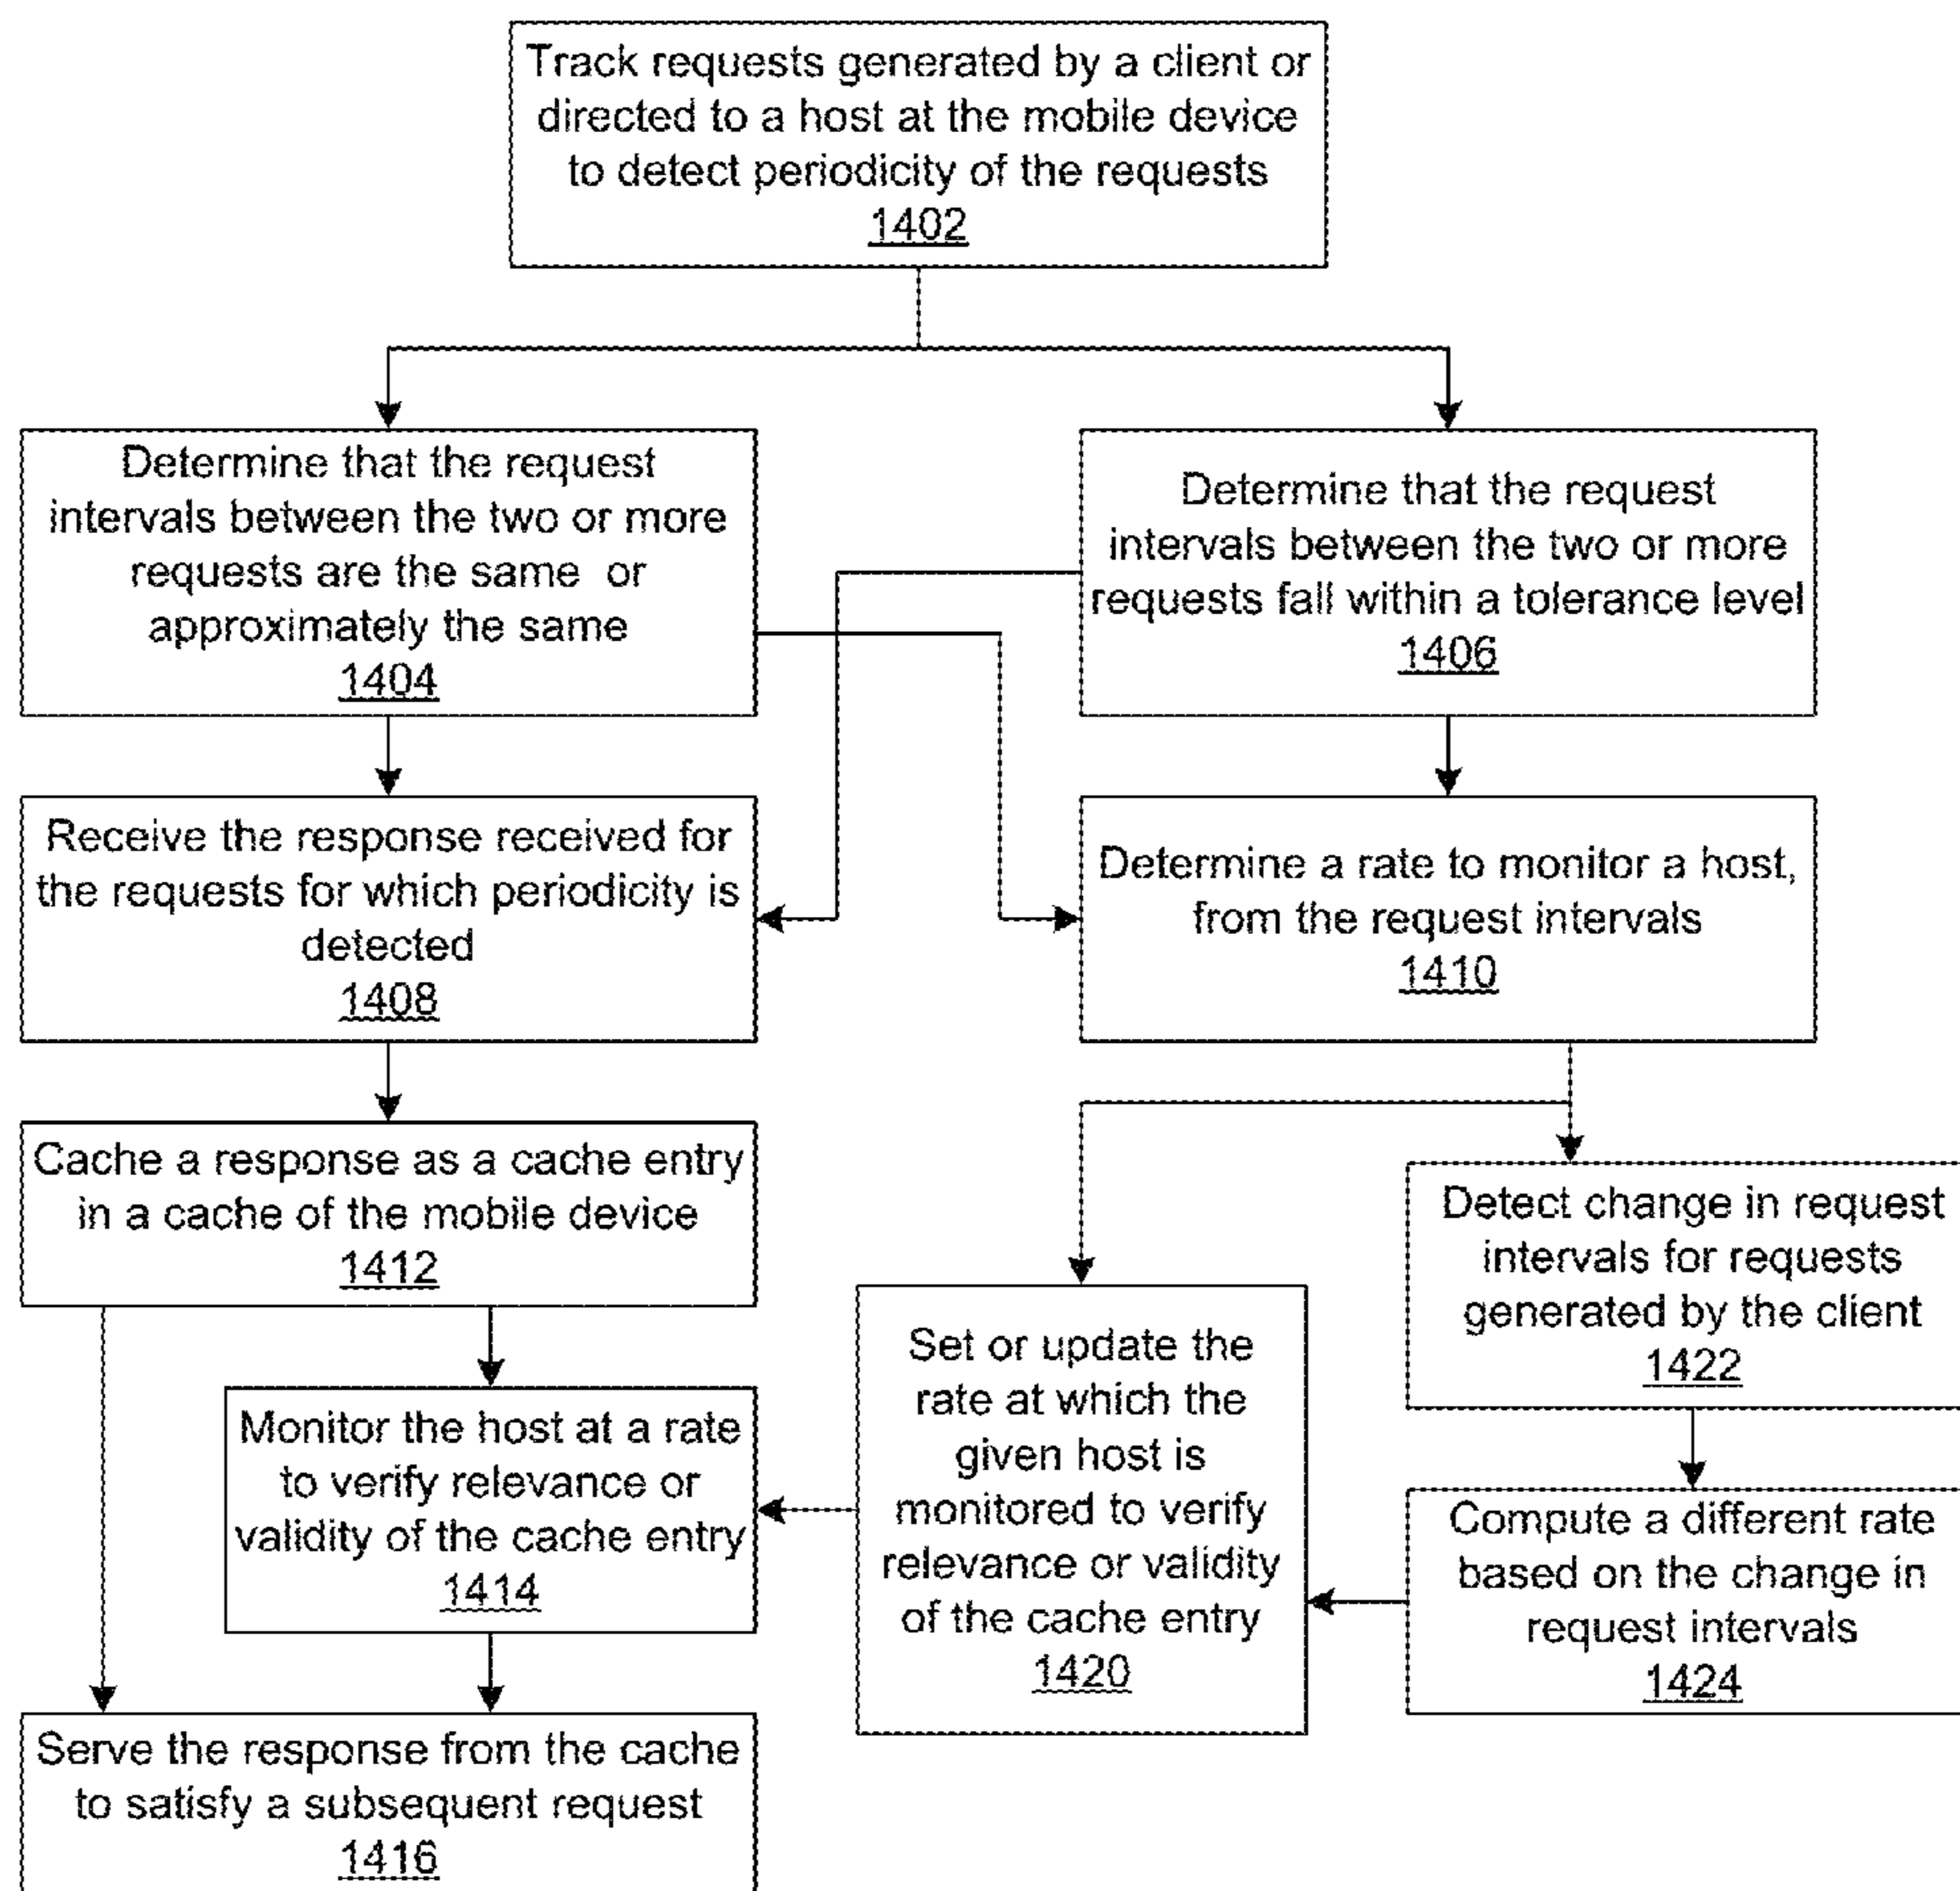 Track requests generated by a client or
directed to a host at the mobile device
to detect periodicity of the requests
1402
Determine that the request
intervals between the two or more
requests are the same or
approximately the same
1404
Determine that the request
intervals between the two or more
requests fall within a tolerance level
1406
Receive the response received for
the requests for which periodicity is
detected
1408
Determine a rate to monitor a host,
from the request intervals
1410
Cache a response as a cache entry
in a cache of the mobile device
1412
Detect change in request
intervals for requests
generated by the client
1422
Set or update the
rate at which the
given host is
monitored to verify
relevance or validity
of the cache entry
1420
Monitor the host at a rate
to verify relevance or
validity of the cache entry
1414
Compute a different rate
based on the change in
request intervals
1424
Serve the response from the cache
to satisfy a subsequent request
1416